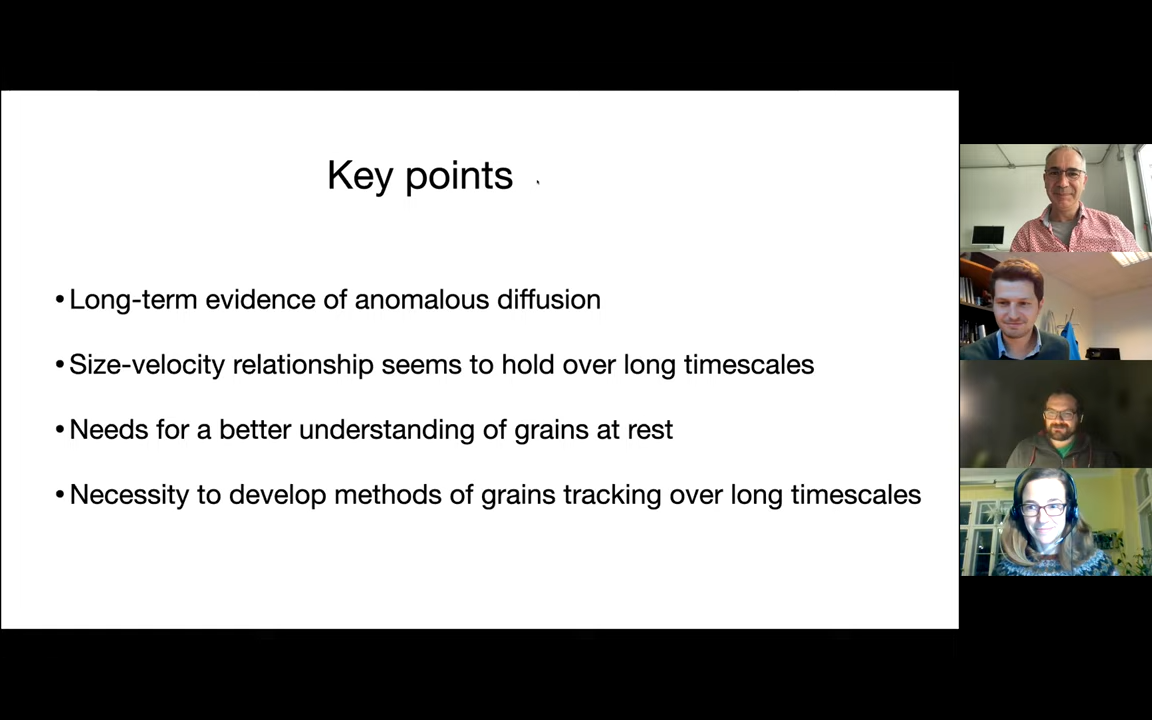 Key points
• Long-term evidence of anomalous diffusion
• Size-velocity relationship seems to hold over long timescales
• Needs for a better understanding of grains at rest
• Necessity to develop methods of grains tracking over long timescales